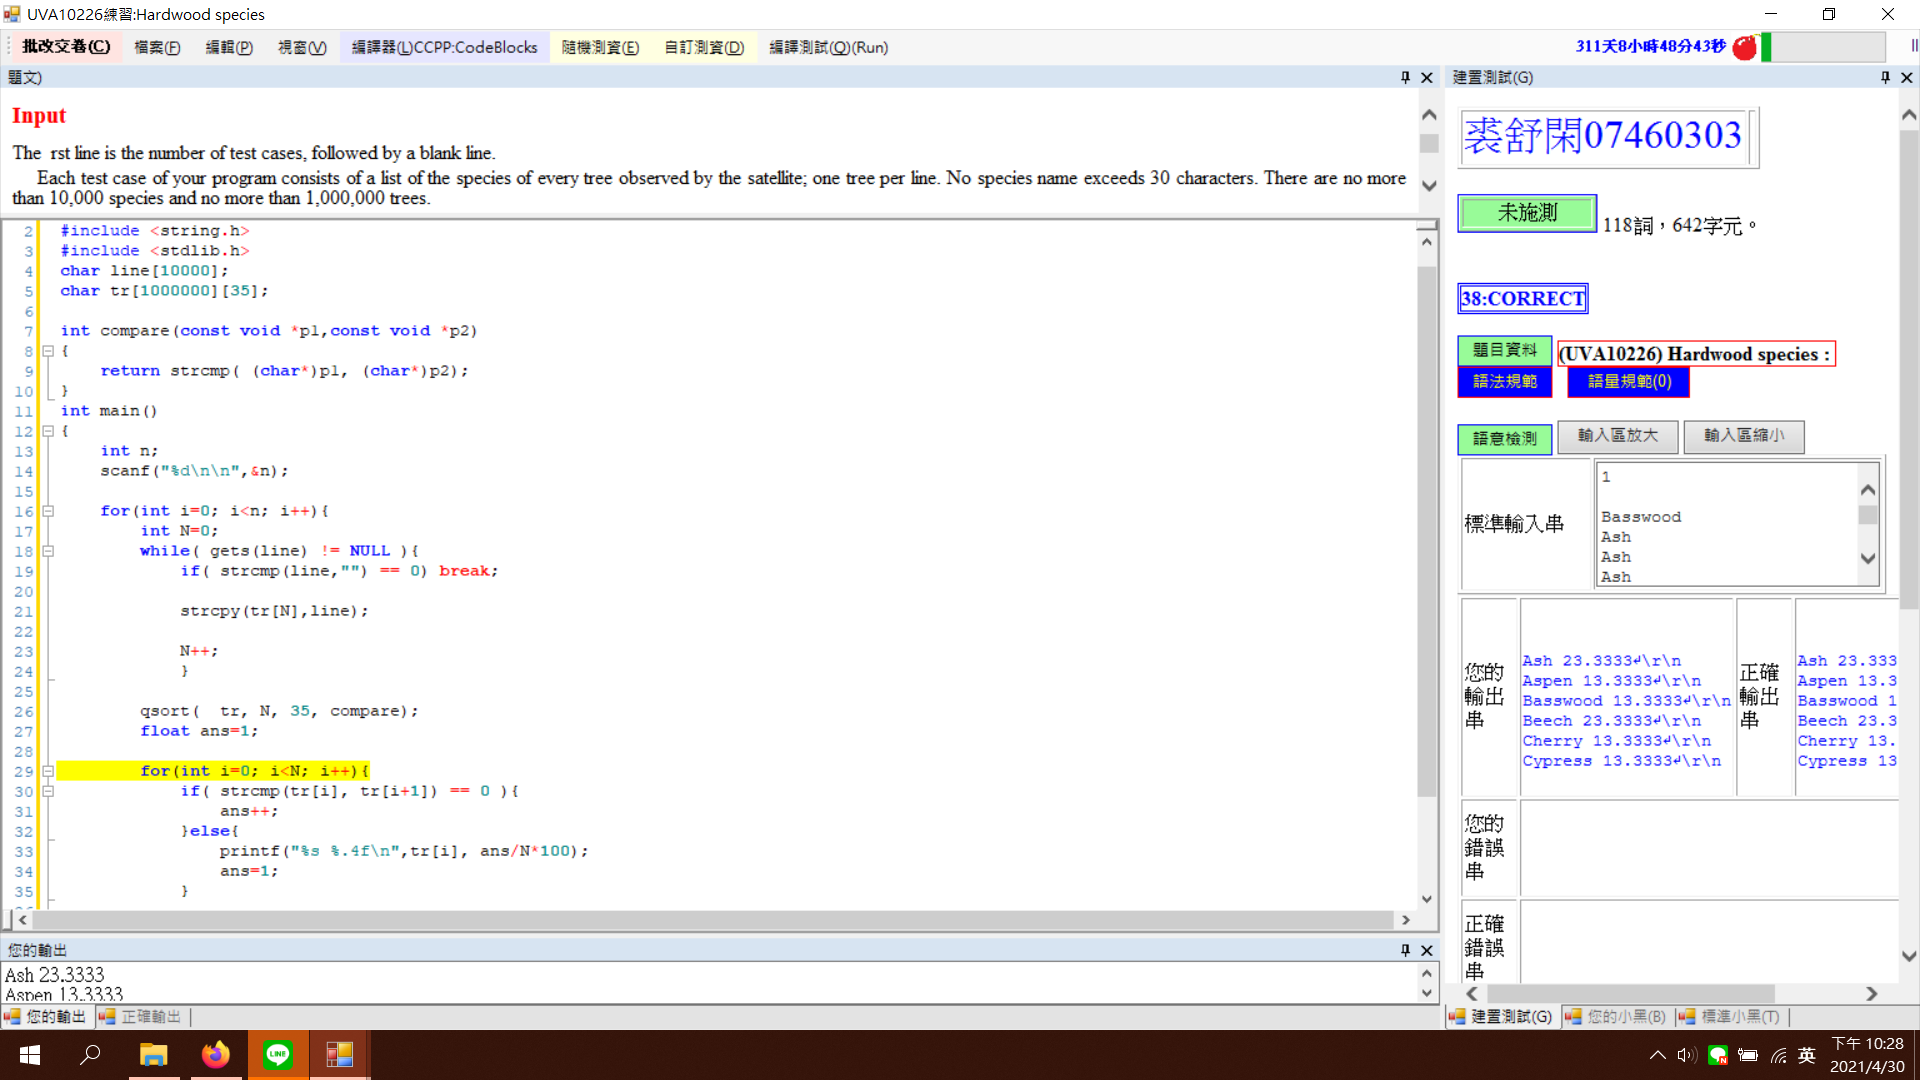 UVA10226練習:Hardwood species
批改交卷(C) 檔案(F) 編輯(P) 視窗(V) 編譯器(L)CCPP:CodeBlocks 隨機測資(E) 自訂測資(D) 編譯測試(Q)(Run) 311天8小時48分43秒
題文)
Input
The rst line is the number of test cases, followed by a blank line.
Each test case of your program consists of a list of the species of every tree observed by the satellite; one tree per line. No species name exceeds 30 characters. There are no more
than 10,000 species and no more than 1,000,000 trees.
2 #include <string.h>
3 #include <stdlib.h>
4 char line[10000];
5 char tr[1000000][35];
6
7 int compare(const void *p1,const void *p2)
8 {
9 return strcmp( (char*)p1, (char*)p2);
10 }
11 int main()
12 {
13 int n;
14 scanf("%d\n\n",&n);
15
16 for(int i=0; i<n; i++){
17 int N=0;
18 while( gets(line) != NULL ){
19 if( strcmp(line,"") == 0) break;
20
21 strcpy(tr[N],line);
22
23 N++;
24 }
25
26 qsort(  tr, N, 35, compare);
27 float ans=1;
28
29 for(int i=0; i<N; i++){
30 if( strcmp(tr[i], tr[i+1]) == 0 ){
31 ans++;
32 }else{
33 printf("%s %.4f\n",tr[i], ans/N*100);
34 ans=1;
35 }
您的輸出
Ash 23.3333
Aspen 13.3333
您的輸出 正確輸出
建置測試(G)
裘舒閑07460303
未施測 118詞，642字元。
38:CORRECT
題目資料 (UVA10226) Hardwood species :
語法規範 語量規範(0)
語意檢測 輸入區放大 輸入區縮小
標準輸入串
1
Basswood
Ash
Ash
Ash
您的輸出串
Ash 23.3333↵\r\n
Aspen 13.3333↵\r\n
Basswood 13.3333↵\r\n
Beech 23.3333↵\r\n
Cherry 13.3333↵\r\n
Cypress 13.3333↵\r\n
正確輸出串
Ash 23.333
Aspen 13.3
Basswood 1
Beech 23.3
Cherry 13.
Cypress 13
您的錯誤串
正確錯誤串
建置測試(G) 您的小黑(B) 標準小黑(T)
LINE
英
下午 10:28
2021/4/30